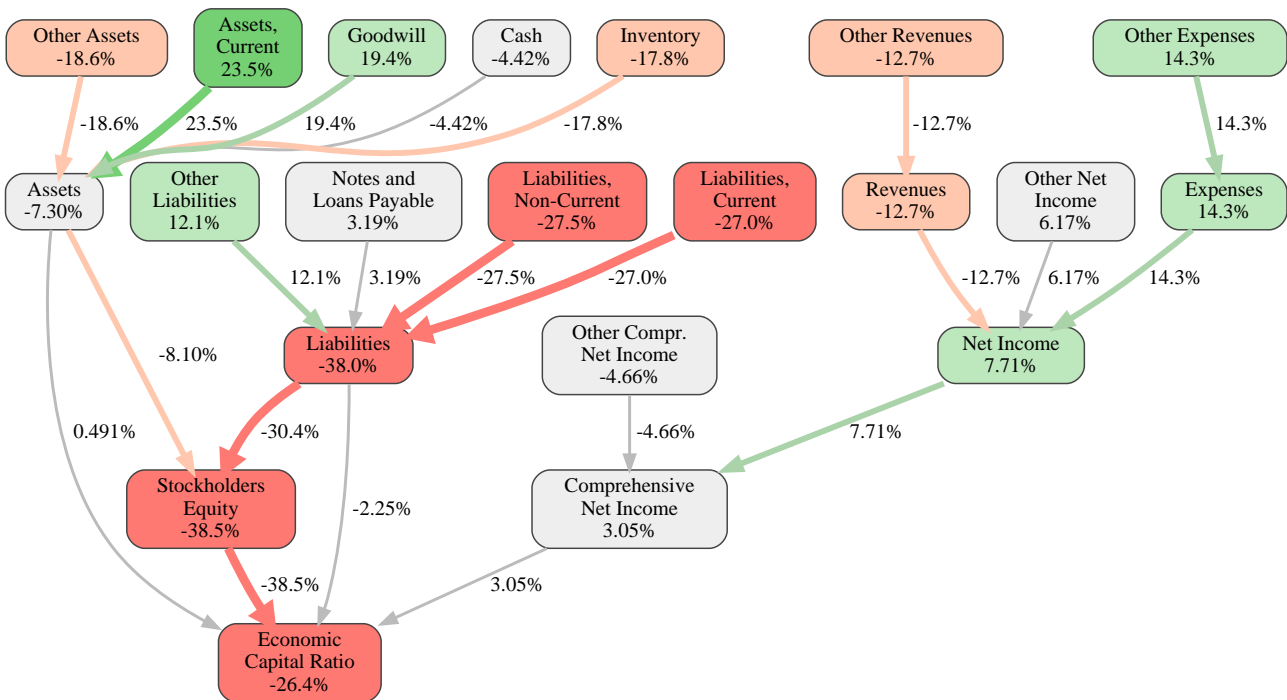 Other Assets
-18.6%
Assets,
Current
23.5%
Goodwill
19.4%
Cash
-4.42%
Inventory
-17.8%
Other Revenues
-12.7%
Other Expenses
14.3%
-18.6%
23.5%
19.4%
-4.42%
-17.8%
-12.7%
14.3%
Assets
-7.30%
Other
Liabilities
12.1%
Notes and
Loans Payable
3.19%
Liabilities,
Non-Current
-27.5%
Liabilities,
Current
-27.0%
Revenues
-12.7%
Other Net
Income
6.17%
Expenses
14.3%
12.1%
3.19%
-27.5%
-27.0%
-12.7%
6.17%
14.3%
Liabilities
-38.0%
Other Compr.
Net Income
-4.66%
Net Income
7.71%
-8.10%
0.491%
-30.4%
-4.66%
7.71%
Stockholders
Equity
-38.5%
-2.25%
Comprehensive
Net Income
3.05%
-38.5%
3.05%
Economic
Capital Ratio
-26.4%